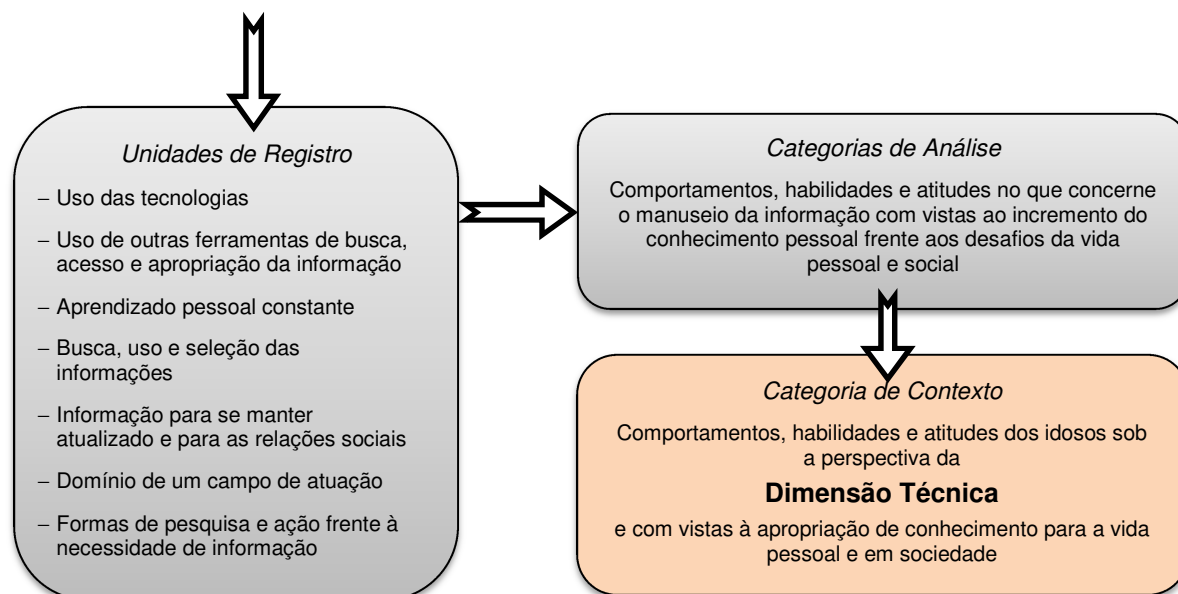 Unidades de Registro
– Uso das tecnologias
– Uso de outras ferramentas de busca,
acesso e apropriação da informação
– Aprendizado pessoal constante
– Busca, uso e seleção das
informações
– Informação para se manter
atualizado e para as relações sociais
– Domínio de um campo de atuação
– Formas de pesquisa e ação frente à
necessidade de informação
Categorias de Análise
Comportamentos, habilidades e atitudes no que concerne
o manuseio da informação com vistas ao incremento do
conhecimento pessoal frente aos desafios da vida
pessoal e social
Categoria de Contexto
Comportamentos, habilidades e atitudes dos idosos sob
a perspectiva da
Dimensão Técnica
e com vistas à apropriação de conhecimento para a vida
pessoal e em sociedade